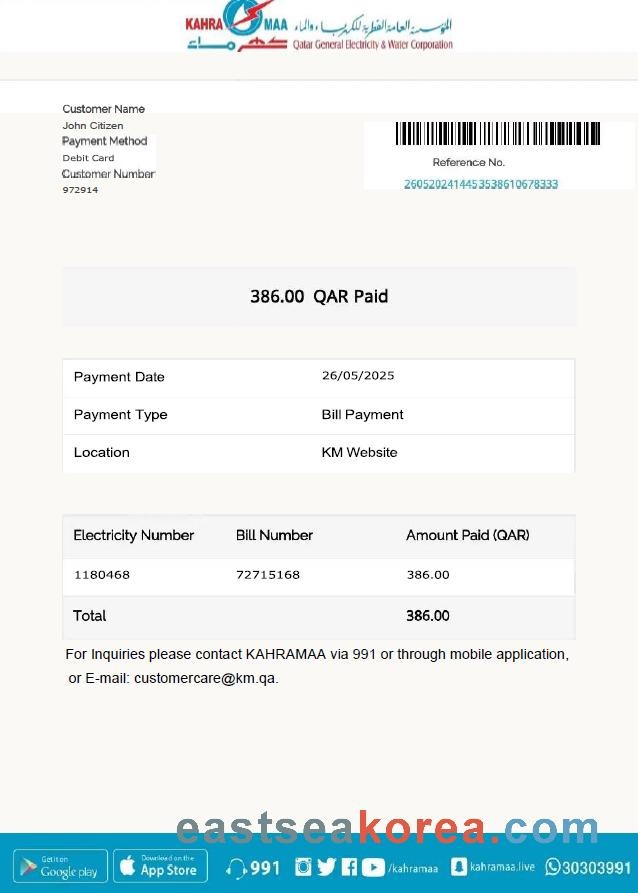 KAHRA MAA المؤسسة العامة القطرية للكهرباء والماء
كهرماء Qatar General Electricity & Water Corporation
Customer Name
John Citizen
Payment Method
Debit Card
Customer Number
972914
Reference No.
2605202414453538610678333
386.00 QAR Paid
Payment Date 26/05/2025
Payment Type Bill Payment
Location KM Website
Electricity Number Bill Number Amount Paid (QAR)
1180468 72715168 386.00
Total 386.00
For Inquiries please contact KAHRAMAA via 991 or through mobile application,
or E-mail: customercare@km.qa.
eastseakorea.com
Get it on
Google play
Download on the
App Store
991
/kahramaa
kahramaa.live
30303991